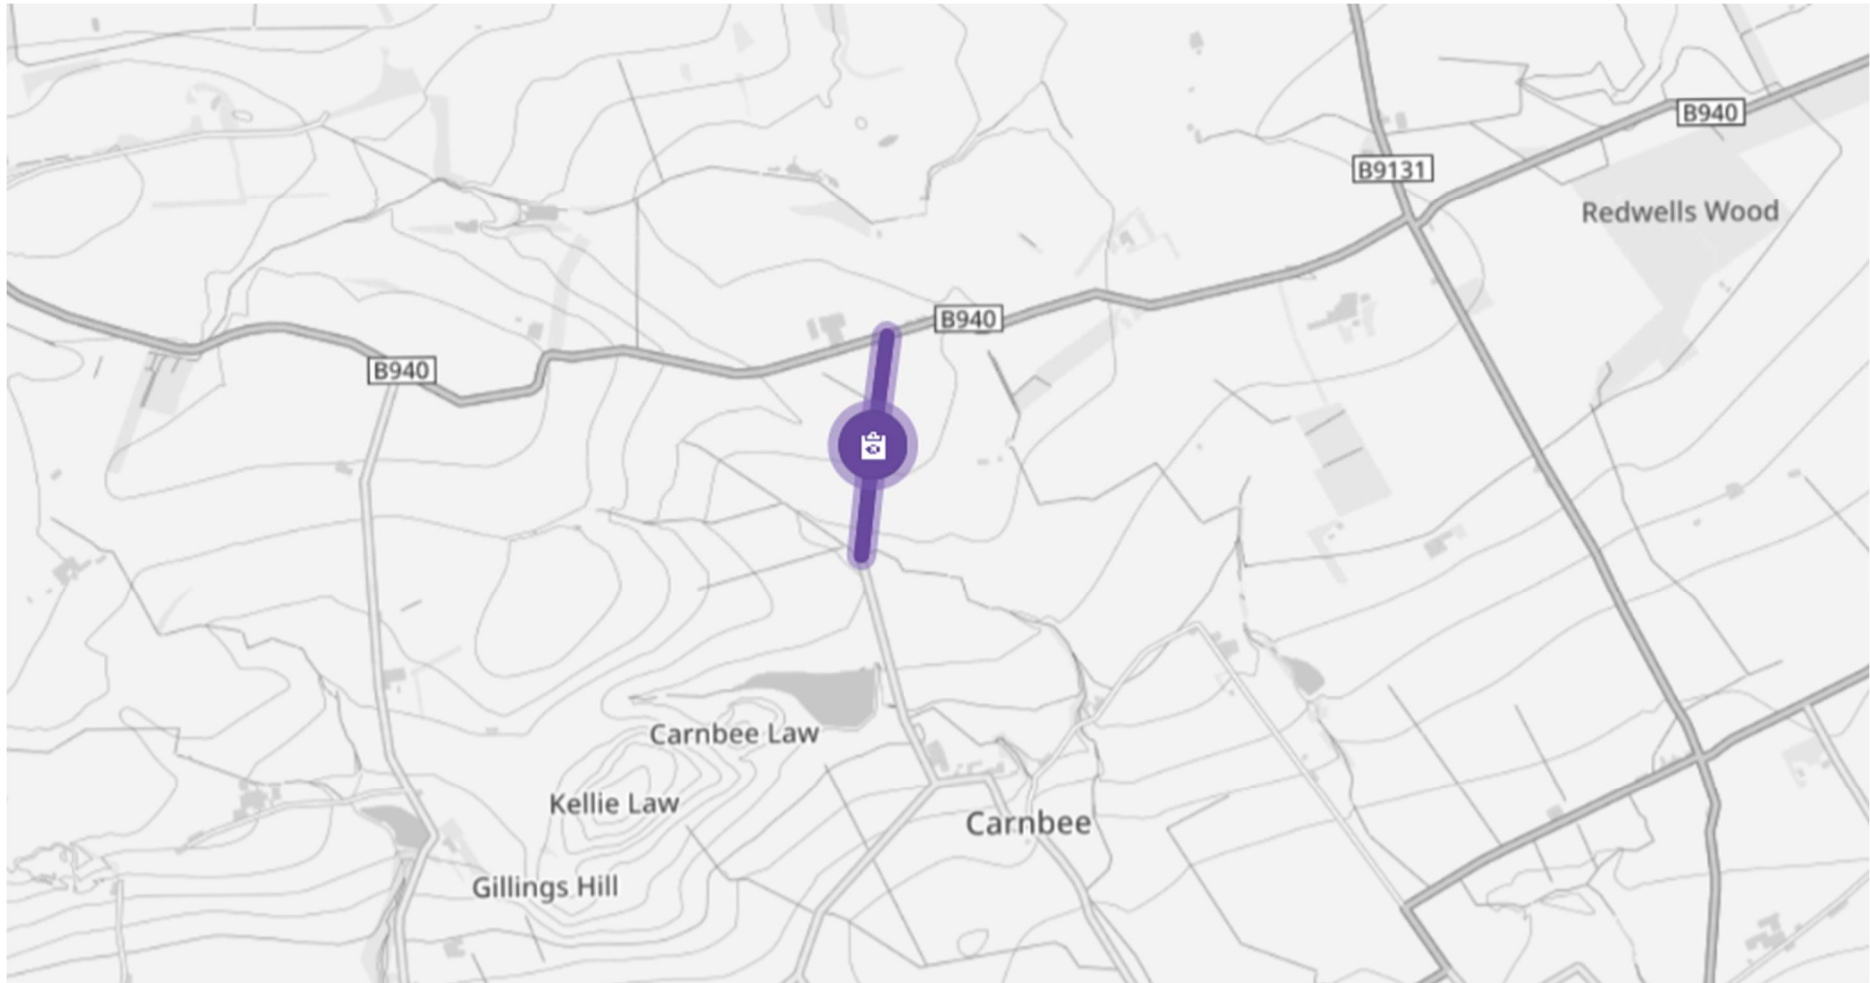 B940
B9131
Redwells Wood
B940
B940
Carnbee Law
Kellie Law
Carnbee
Gillings Hill